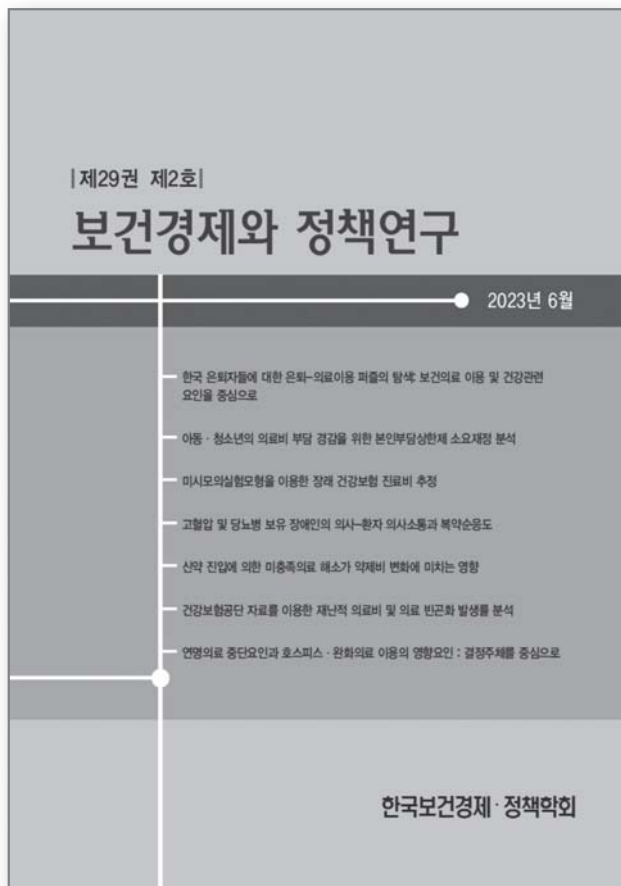 |제29권 제2호|
보건경제와 정책연구
2023년 6월
한국 은퇴자들에 대한 은퇴-의료이용 퍼즐의 탐색: 보건의료 이용 및 건강관련
요인을 중심으로
아동·청소년의 의료비 부담 경감을 위한 본인부담상한제 소요재정 분석
미시모의실험모형을 이용한 장래 건강보험 진료비 추정
고혈압 및 당뇨병 보유 장애인의 의사-환자 의사소통과 복약순응도
신약 진입에 의한 미충족의료 해소가 약제비 변화에 미치는 영향
건강보험공단 자료를 이용한 재난적 의료비 및 의료 빈곤화 발생률 분석
연명의료 중단요인과 호스피스·완화의료 이용의 영향요인 : 결정주체를 중심으로
한국보건경제·정책학회